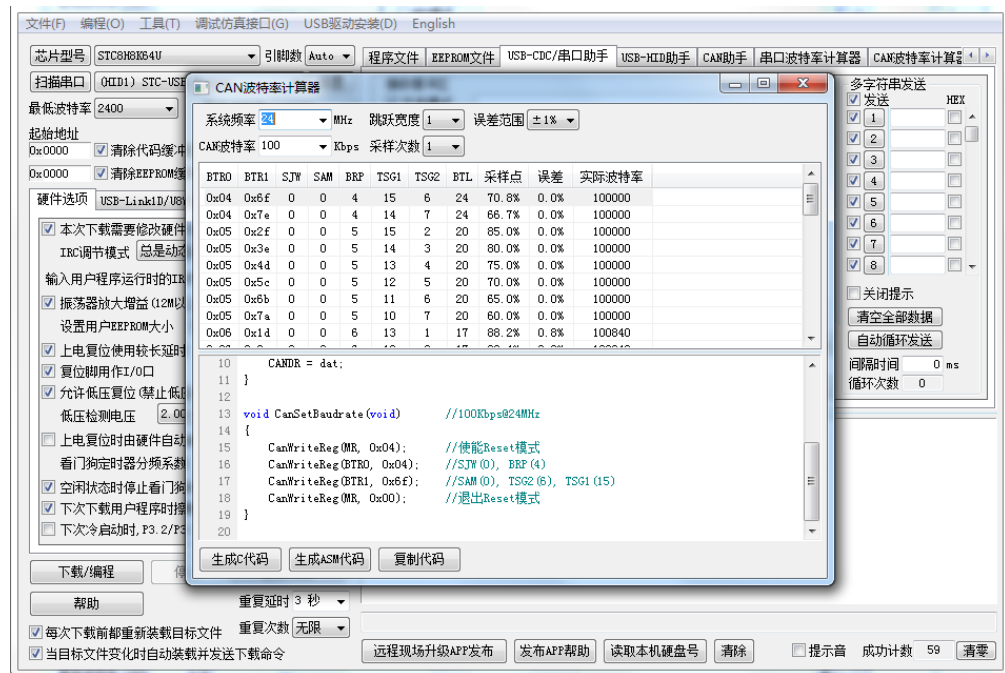 文件(F) 编程(O) 工具(T) 调试仿真接口(G) USB驱动安装(D) English
芯片型号 STC8H8K64U 引脚数 Auto
程序文件 EEPROM文件 USB-CDC/串口助手 USB-HID助手 CAN助手 串口波特率计算器 CAN波特率计算
扫描串口 (HID1) STC-USB
最低波特率 2400
起始地址
0x0000 清除代码缓冲
0x0000 清除EEPROM缓
硬件选项 USB-Link1D/U8W
本次下载需要修改硬件
IRC调节模式 总是动态
输入用户程序运行时的IR
振荡器放大增益(12M以
设置用户EEPROM大小
上电复位使用较长延时
复位脚用作I/O口
允许低压复位(禁止低压
低压检测电压 2.00
上电复位时由硬件自动
看门狗定时器分频系数
空闲状态时停止看门狗
下次下载用户程序时擦
下次冷启动时,P3.2/P3
CAN波特率计算器
系统频率 24 MHz 跳跃宽度 1 误差范围 ±1%
CAN波特率 100 Kbps 采样次数 1
BTR0 BTR1 SJW SAM BRP TSG1 TSG2 BTL 采样点 误差 实际波特率
0x04 0x6f 0 0 4 15 6 24 70.8% 0.0% 100000
0x04 0x7e 0 0 4 14 7 24 66.7% 0.0% 100000
0x05 0x2f 0 0 5 15 2 20 85.0% 0.0% 100000
0x05 0x3e 0 0 5 14 3 20 80.0% 0.0% 100000
0x05 0x4d 0 0 5 13 4 20 75.0% 0.0% 100000
0x05 0x5c 0 0 5 12 5 20 70.0% 0.0% 100000
0x05 0x6b 0 0 5 11 6 20 65.0% 0.0% 100000
0x05 0x7a 0 0 5 10 7 20 60.0% 0.0% 100000
0x06 0x1d 0 0 6 13 1 17 88.2% 0.8% 100840
10 CANDR = dat;
11 }
12
13 void CanSetBaudrate(void) //100Kbps@24MHz
14 {
15 CanWriteReg(MR, 0x04); //使能Reset模式
16 CanWriteReg(BTR0, 0x04); //SJW(0), BRP(4)
17 CanWriteReg(BTR1, 0x6f); //SAM(0), TSG2(6), TSG1(15)
18 CanWriteReg(MR, 0x00); //退出Reset模式
19 }
20
生成C代码 生成ASM代码 复制代码
多字符串发送
发送 HEX
1
2
3
4
5
6
7
8
关闭提示
清空全部数据
自动循环发送
间隔时间 0 ms
循环次数 0
下载/编程
帮助 重复延时 3 秒
每次下载前都重新装载目标文件 重复次数 无限
当目标文件变化时自动装载并发送下载命令
远程现场升级APP发布 发布APP帮助 读取本机硬盘号 清除 提示音 成功计数 59 清零